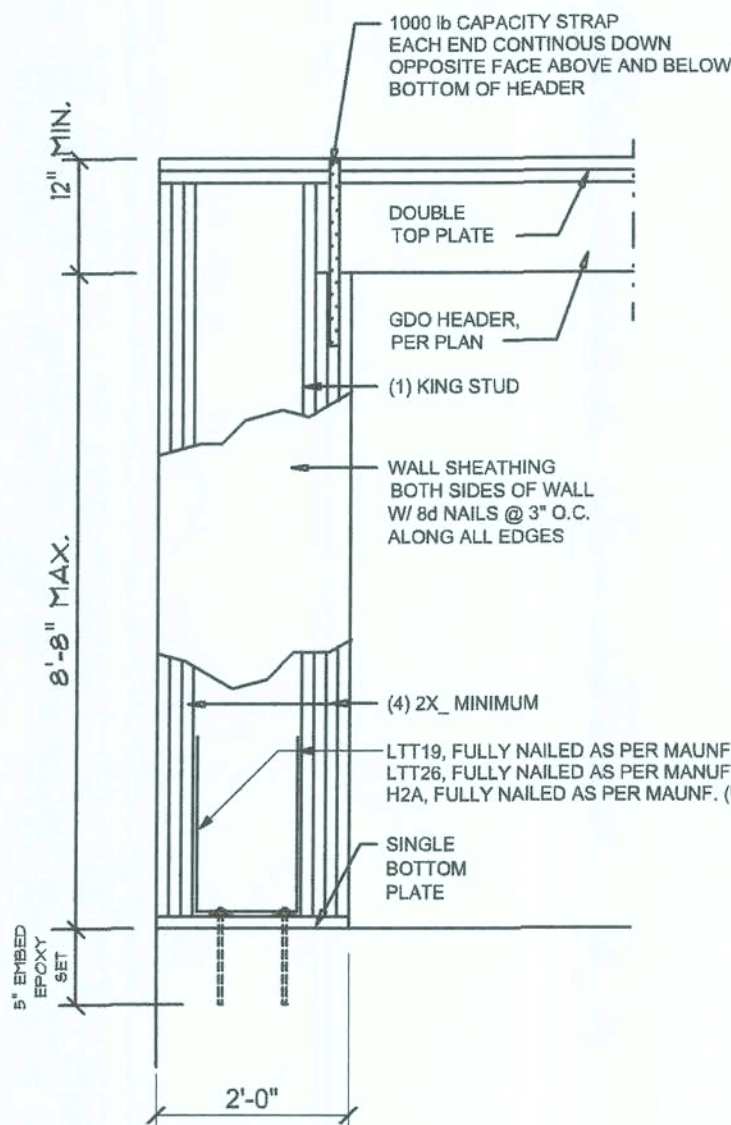 1000 lb CAPACITY STRAP
EACH END CONTINOUS DOWN
OPPOSITE FACE ABOVE AND BELOW
BOTTOM OF HEADER
12" MIN.
DOUBLE
TOP PLATE
GDO HEADER,
PER PLAN
(1) KING STUD
WALL SHEATHING
BOTH SIDES OF WALL
W/ 8d NAILS @ 3" O.C.
ALONG ALL EDGES
8'-8" MAX.
(4) 2X_ MINIMUM
LTT19, FULLY NAILED AS PER MAUNF
LTT26, FULLY NAILED AS PER MANUF
H2A, FULLY NAILED AS PER MAUNF. (
SINGLE
BOTTOM
PLATE
5" EMBED
EPOXY
SET
2'-0"